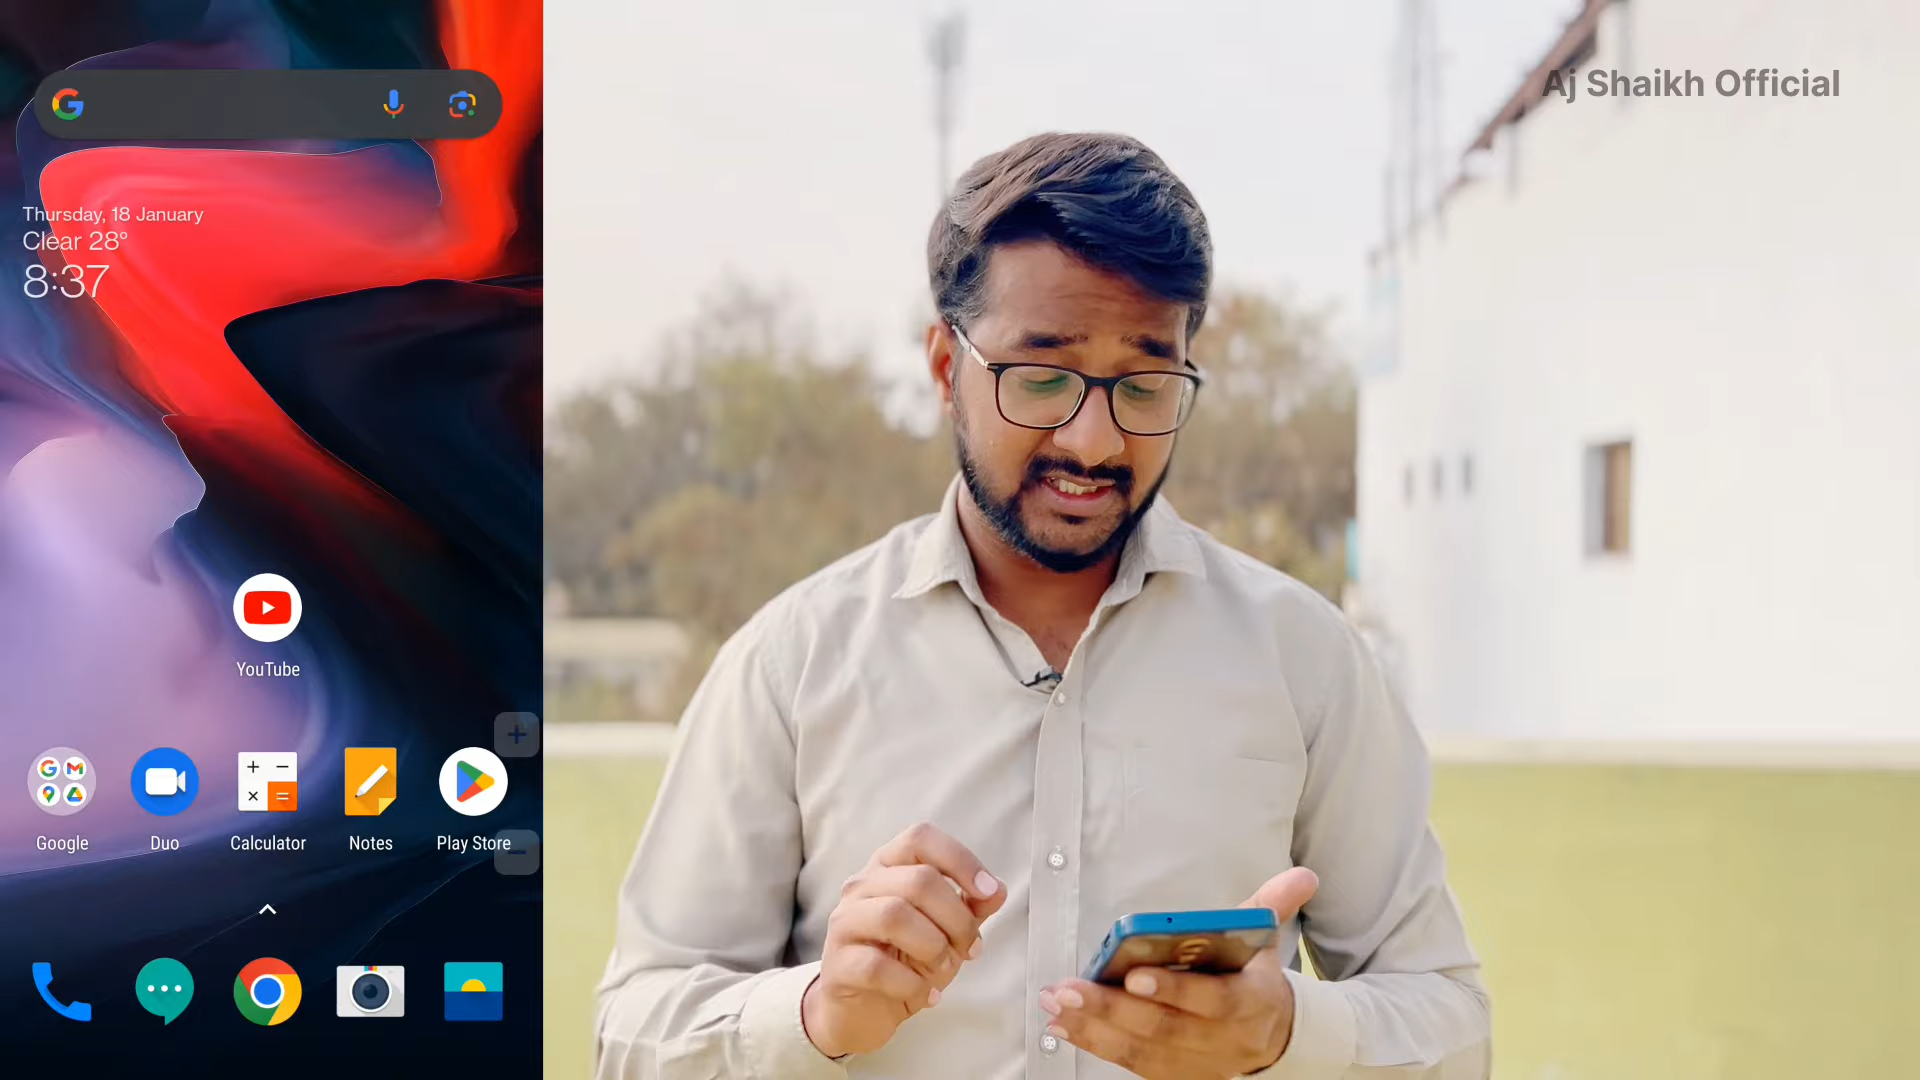 Aj Shaikh Official
Thursday, 18 January
Clear 28°
8:37
YouTube
Google
Duo
Calculator
Notes
Play Store